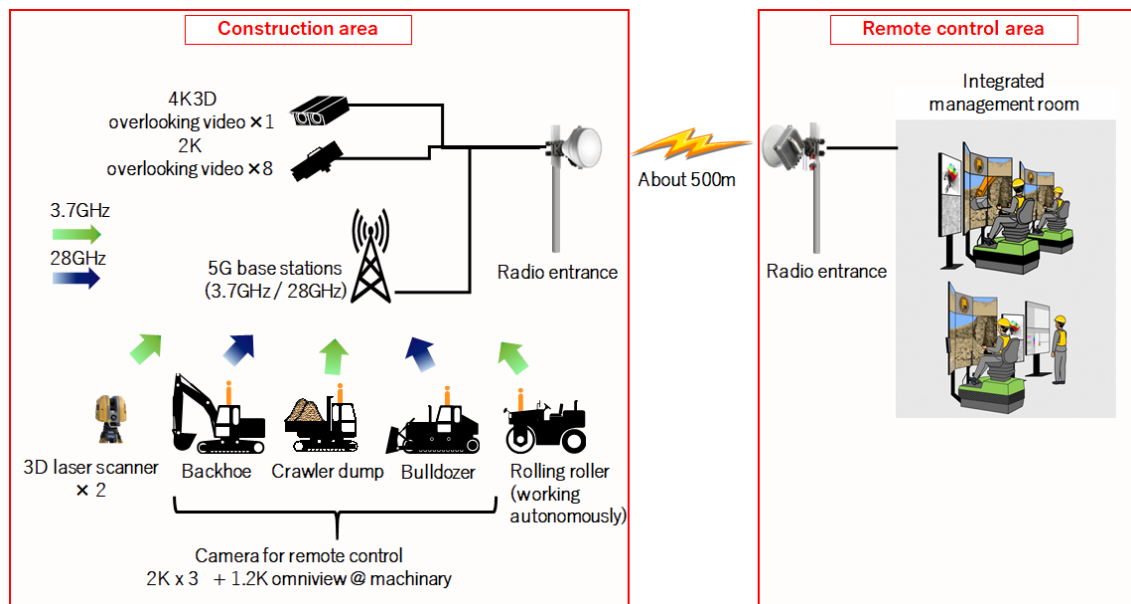 Construction area
4K3D
overlooking video ×1
2K
overlooking video ×8
3.7GHz
28GHz
5G base stations
(3.7GHz / 28GHz)
Radio entrance
About 500m
Remote control area
Integrated
management room
Radio entrance
3D laser scanner
× 2
Backhoe
Crawler dump
Bulldozer
Rolling roller
(working
autonomously)
Camera for remote control
2K x 3 + 1.2K omniview @ machinary